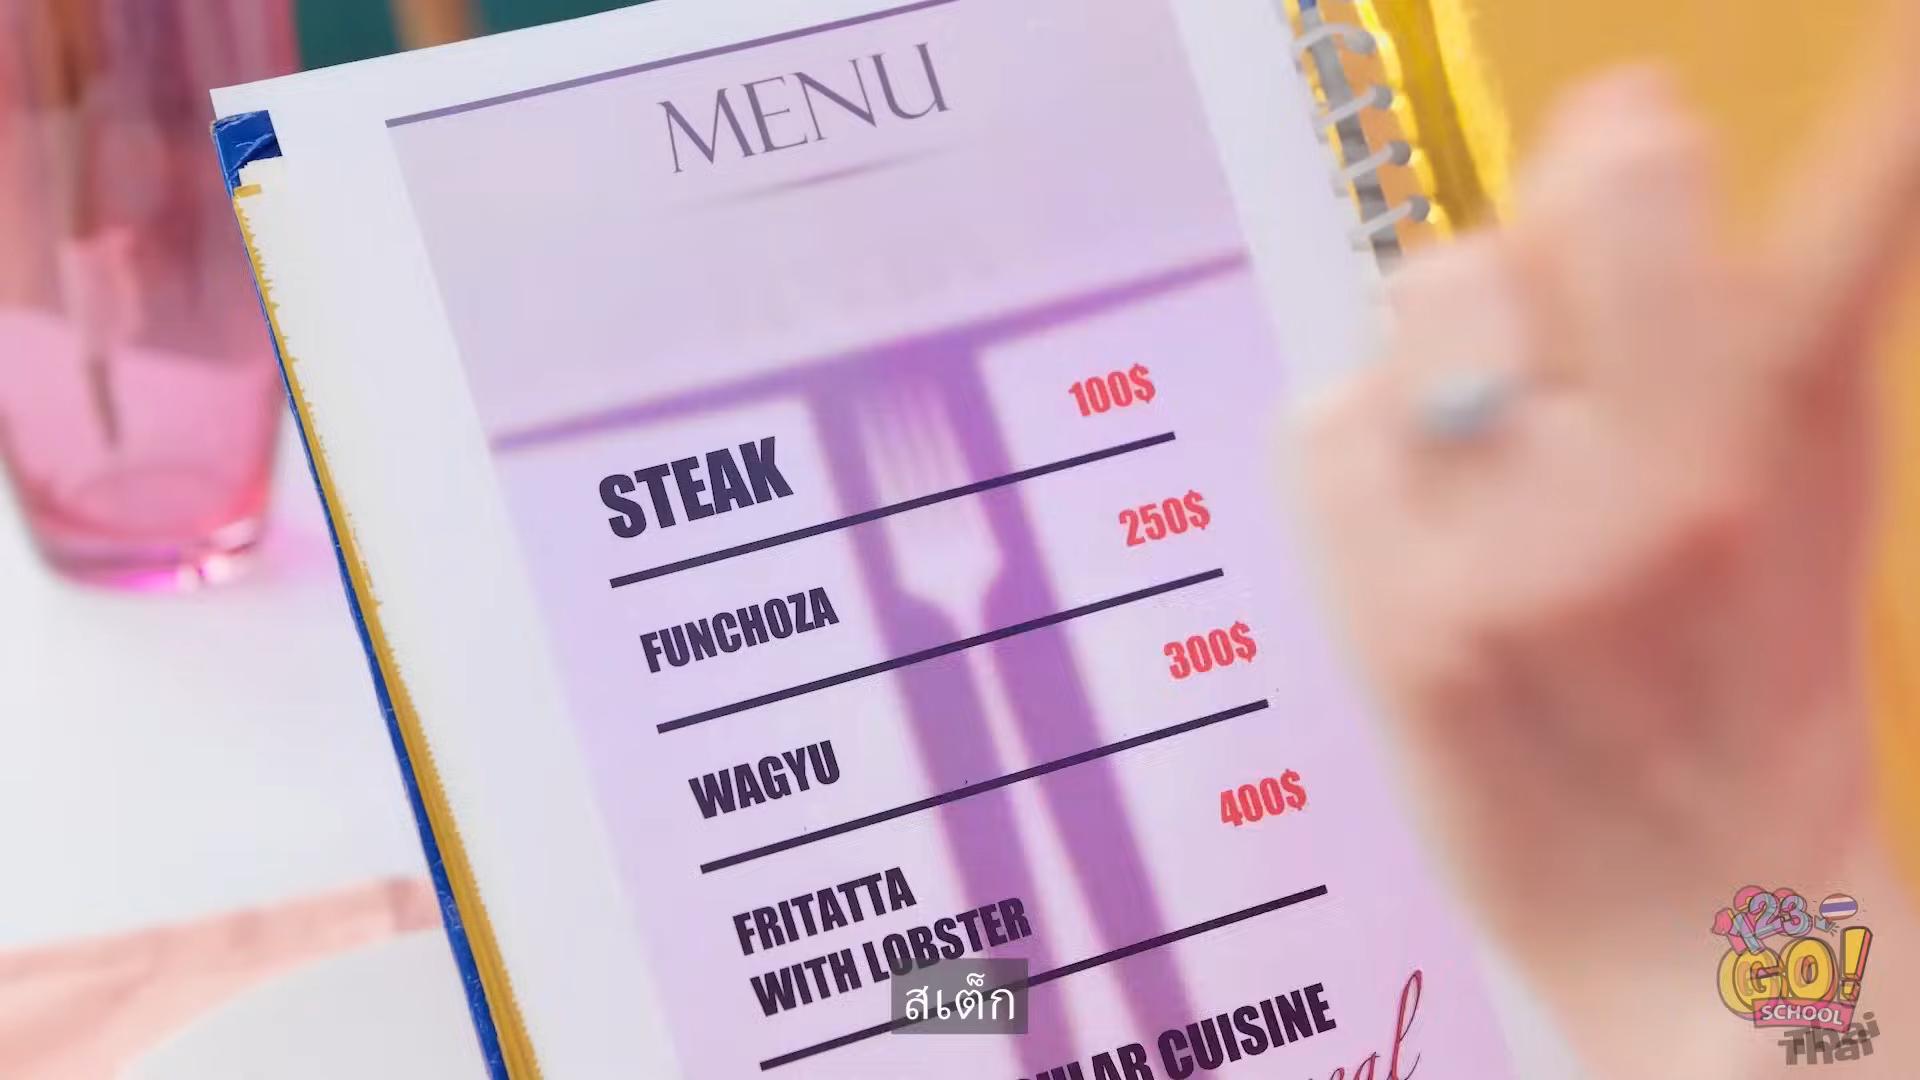 MENU
STEAK 100$
FUNCHOZA 250$
WAGYU 300$
FRITATTA 400$
WITH LOBSTER
สเต็ก
CUISINE
123
GO!
SCHOOL
Thai